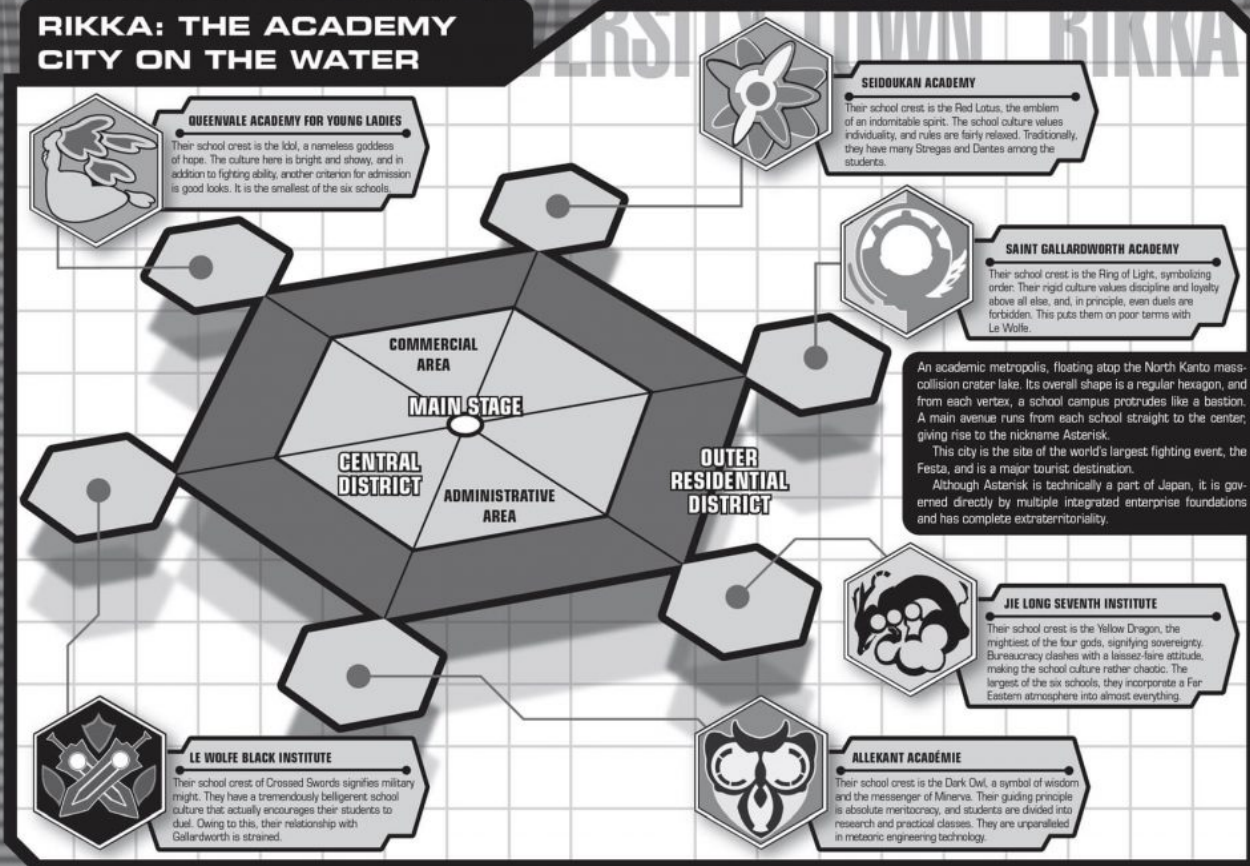 RIKKA: THE ACADEMY
CITY ON THE WATER
VERSITY TOWN RIKKA
QUEENVALE ACADEMY FOR YOUNG LADIES
Their school crest is the Idol, a nameless goddess
of hope. The culture here is bright and showy, and in
addition to fighting ability, another criterion for admission
is good looks. It is the smallest of the six schools.
SEIDOUKAN ACADEMY
Their school crest is the Red Lotus, the emblem
of an indomitable spirit. The school culture values
individuality, and rules are fairly relaxed. Traditionally,
they have many Stregas and Dantes among the
students.
SAINT GALLARDWORTH ACADEMY
Their school crest is the Ring of Light, symbolizing
order. Their rigid culture values discipline and loyalty
above all else, and, in principle, even duels are
forbidden. This puts them on poor terms with
Le Wolfe.
COMMERCIAL
AREA
MAIN STAGE
CENTRAL
DISTRICT
ADMINISTRATIVE
AREA
OUTER
RESIDENTIAL
DISTRICT
An academic metropolis, floating atop the North Kanto mass-
collision crater lake. Its overall shape is a regular hexagon, and
from each vertex, a school campus protrudes like a bastion.
A main avenue runs from each school straight to the center,
giving rise to the nickname Asterisk.
This city is the site of the world's largest fighting event, the
Festa, and is a major tourist destination.
Although Asterisk is technically a part of Japan, it is gov-
erned directly by multiple integrated enterprise foundations
and has complete extraterritoriality.
JIE LONG SEVENTH INSTITUTE
Their school crest is the Yellow Dragon, the
mightiest of the four gods, signifying sovereignty.
Bureaucracy clashes with a laissez-faire attitude,
making the school culture rather chaotic. The
largest of the six schools, they incorporate a Far
Eastern atmosphere into almost everything.
LE WOLFE BLACK INSTITUTE
Their school crest of Crossed Swords signifies military
might. They have a tremendously belligerent school
culture that actually encourages their students to
duel. Owing to this, their relationship with
Gallardworth is strained.
ALLEKANT ACADÉMIE
Their school crest is the Dark Owl, a symbol of wisdom
and the messenger of Minerva. Their guiding principle
is absolute meritocracy, and students are divided into
research and practical classes. They are unparalleled
in meteoric engineering technology.